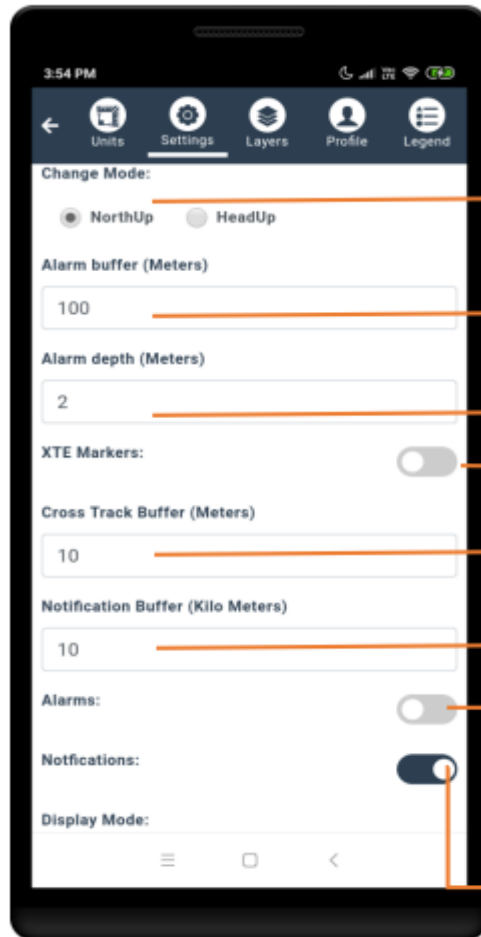 3:54 PM
Units Settings Layers Profile Legend
Change Mode:
NorthUp HeadUp
Alarm buffer (Meters)
100
Alarm depth (Meters)
2
XTE Markers:
Cross Track Buffer (Meters)
10
Notification Buffer (Kilo Meters)
10
Alarms:
Notfications:
Display Mode: